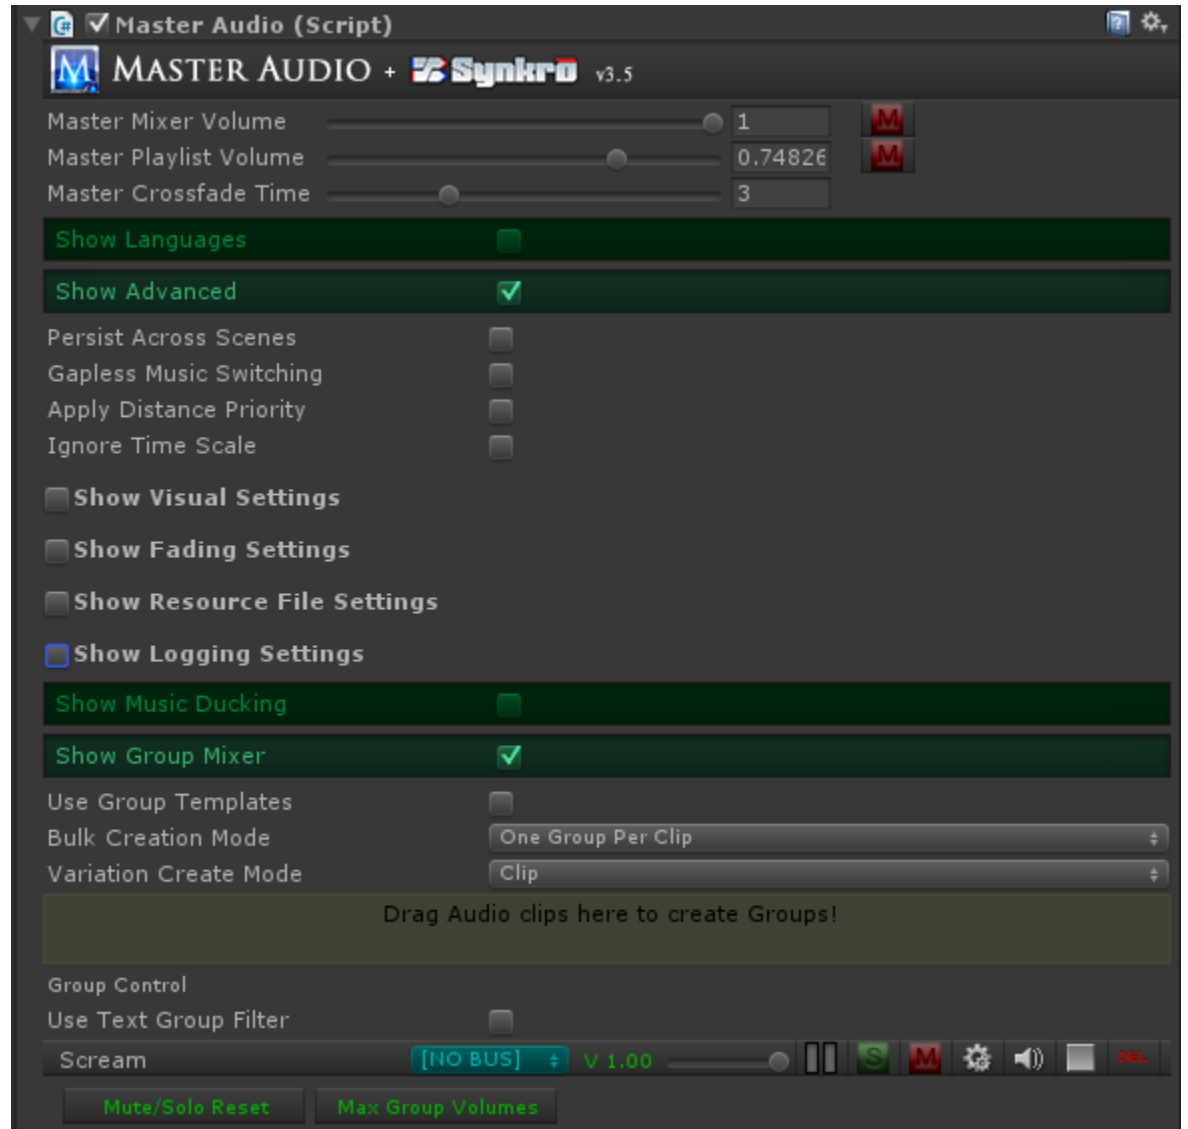 Master Audio (Script)
M MASTER AUDIO + Synkro v3.5
Master Mixer Volume 1 M
Master Playlist Volume 0.74826 M
Master Crossfade Time 3
Show Languages
Show Advanced
Persist Across Scenes
Gapless Music Switching
Apply Distance Priority
Ignore Time Scale
Show Visual Settings
Show Fading Settings
Show Resource File Settings
Show Logging Settings
Show Music Ducking
Show Group Mixer
Use Group Templates
Bulk Creation Mode One Group Per Clip
Variation Create Mode Clip
Drag Audio clips here to create Groups!
Group Control
Use Text Group Filter
Scream [NO BUS] V 1.00 S M DEL
Mute/Solo Reset Max Group Volumes